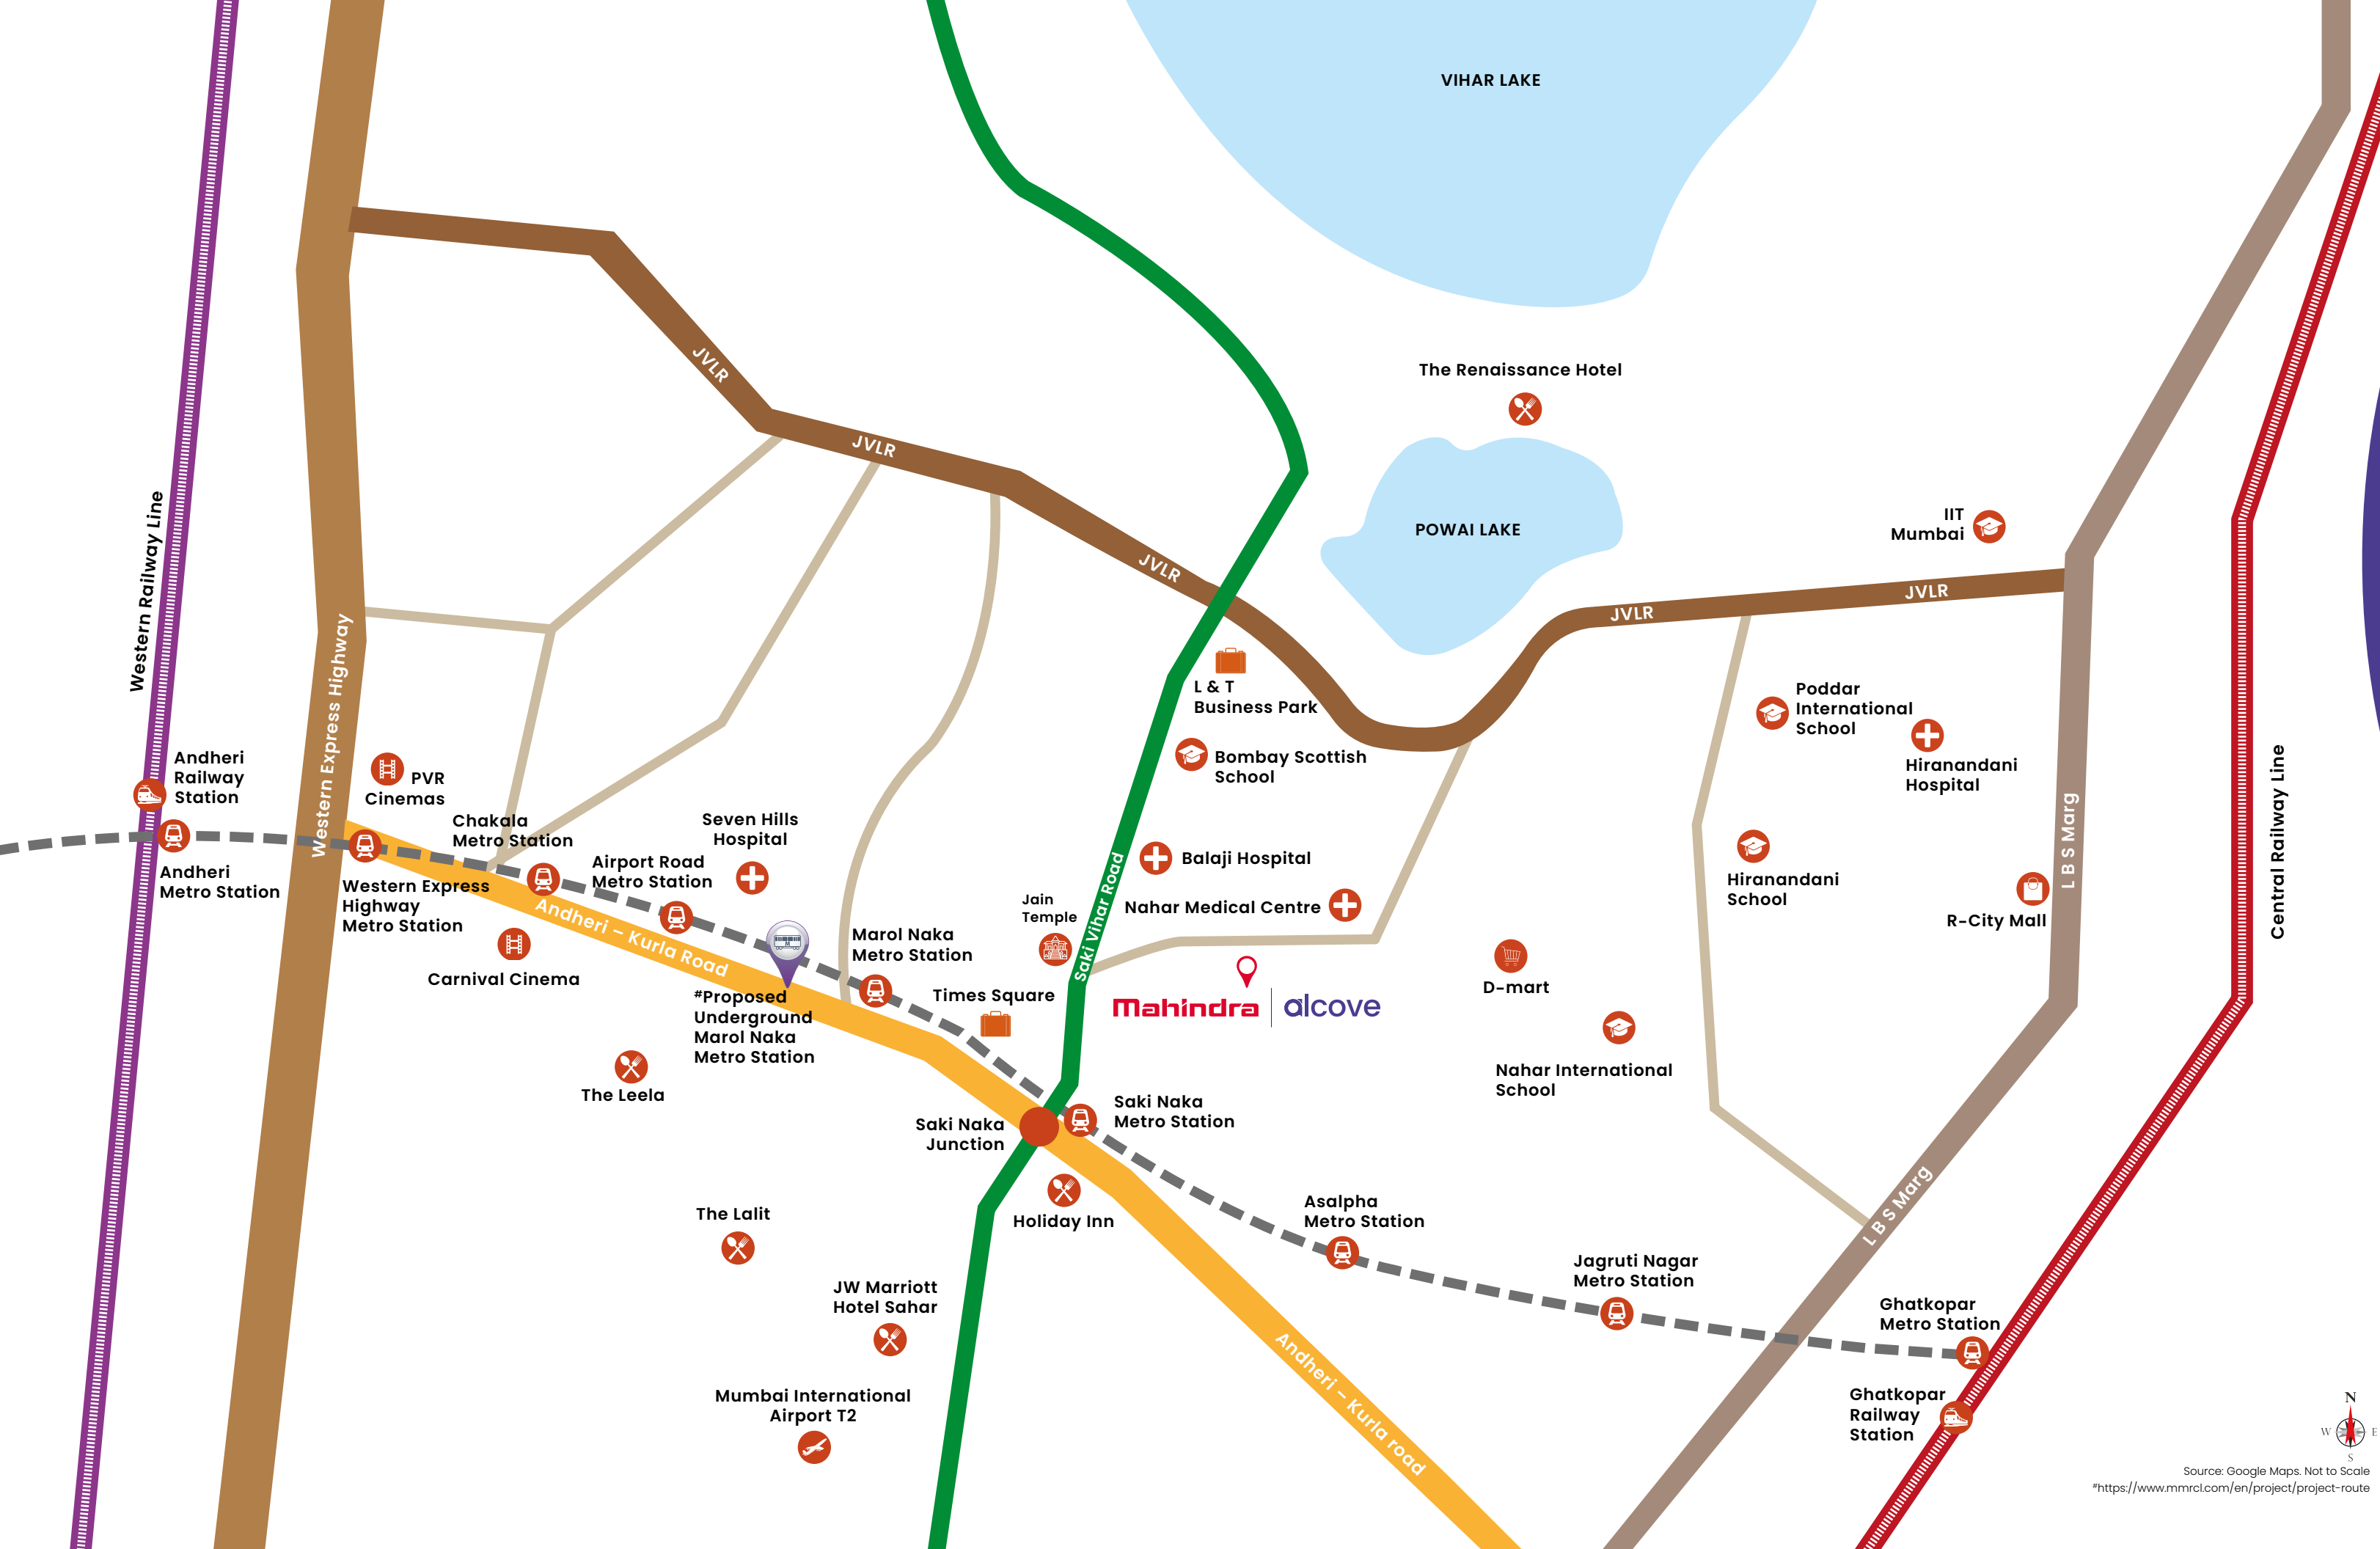 VIHAR LAKE
The Renaissance Hotel
JVLR
JVLR
JVLR
JVLR
JVLR
POWAI LAKE
IIT
Mumbai
Western Railway Line
Western Express Highway
L & T
Business Park
Bombay Scottish
School
Poddar
International
School
Hiranandani
Hospital
Andheri
Railway
Station
PVR
Cinemas
Andheri
Metro Station
Chakala
Metro Station
Seven Hills
Hospital
Airport Road
Metro Station
Western Express
Highway
Metro Station
Andheri – Kurla Road
Carnival Cinema
Balaji Hospital
Saki Vihar Road
Nahar Medical Centre
Jain
Temple
Hiranandani
School
R-City Mall
L B S Marg
Central Railway Line
Marol Naka
Metro Station
M
#Proposed
Underground
Marol Naka
Metro Station
Times Square
Mahindra | alcove
D-mart
Nahar International
School
The Leela
Saki Naka
Junction
Saki Naka
Metro Station
Holiday Inn
The Lalit
Asalpha
Metro Station
L B S Marg
JW Marriott
Hotel Sahar
Jagruti Nagar
Metro Station
Ghatkopar
Metro Station
Andheri – Kurla road
Mumbai International
Airport T2
Ghatkopar
Railway
Station
N
W E
S
Source: Google Maps. Not to Scale
#https://www.mmrcl.com/en/project/project-route